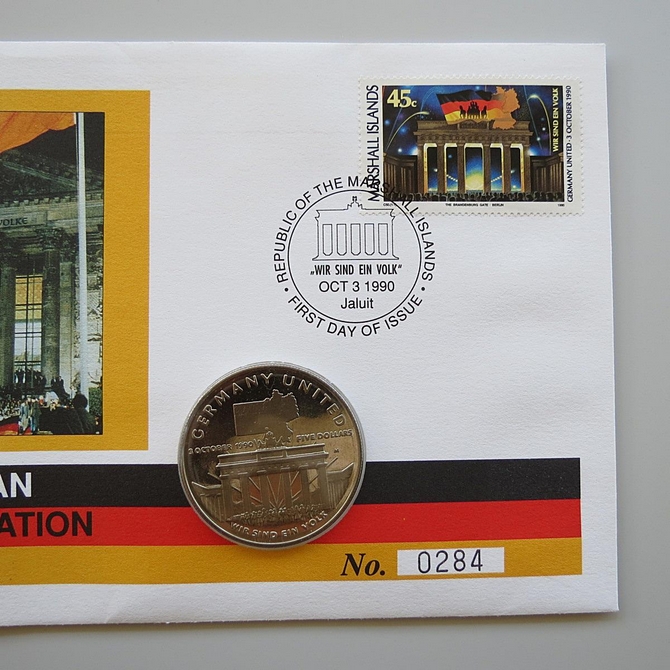 45c
MARSHALL ISLANDS
WIR SIND EIN VOLK
GERMANY UNITED · 3 OCTOBER 1990
THE BRANDENBURG GATE · BERLIN
1990
VOLKE
REPUBLIC OF THE MARSHALL ISLANDS
„WIR SIND EIN VOLK“
OCT 3 1990
Jaluit
• FIRST DAY OF ISSUE •
GERMANY UNITED
3 OCTOBER 1990
FIVE DOLLARS
WIR SIND EIN VOLK
AN
ATION
No. 0284